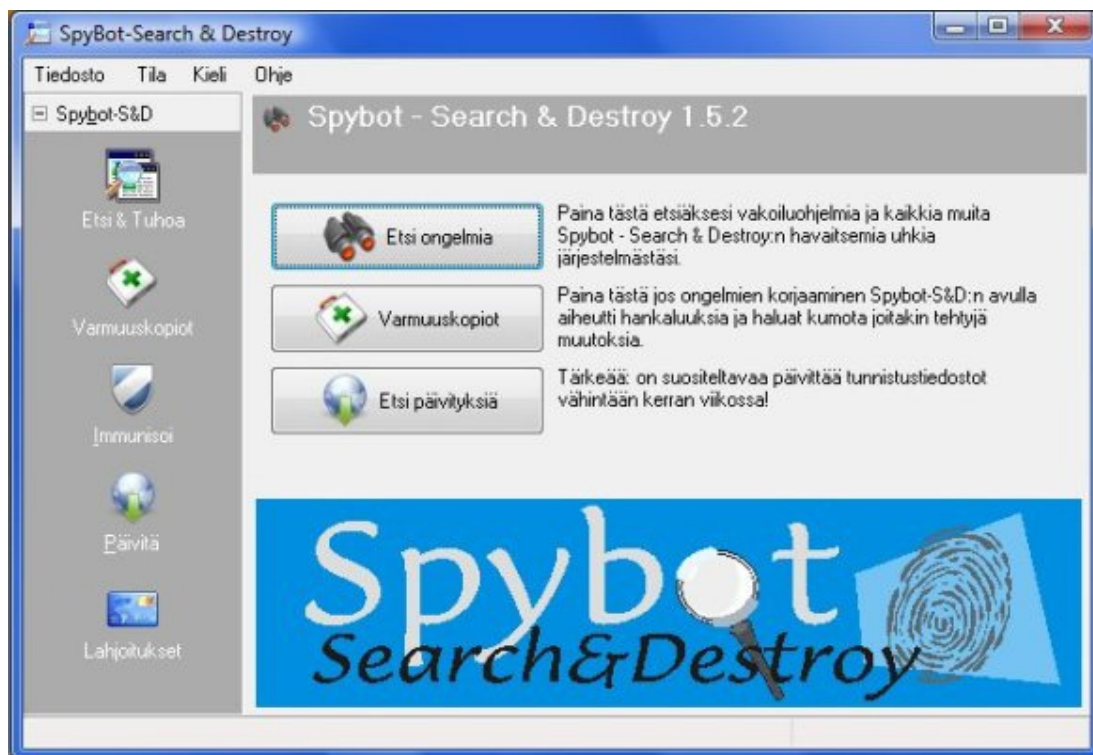 SpyBot-Search & Destroy
Tiedosto Tila Kieli Ohje
Spybot-S&D
Spybot - Search & Destroy 1.5.2
Etsi & Tuhoa
Varmuuskopiot
Immunisoi
Päivitä
Lahjoitukset
Etsi ongelmia
Paina tästä etsiäksesi vakoiluohjelmia ja kaikkia muita
Spybot - Search & Destroy:n havaitsemia uhkia
järjestelmästäsi.
Varmuuskopiot
Paina tästä jos ongelmien korjaaminen Spybot-S&D:n avulla
aiheutti hankaluuksia ja haluat kumota joitakin tehtyjä
muutoksia.
Etsi päivityksiä
Tärkeää: on suositeltavaa päivittää tunnistustiedostot
vähintään kerran viikossa!
Spybot
Search&Destroy